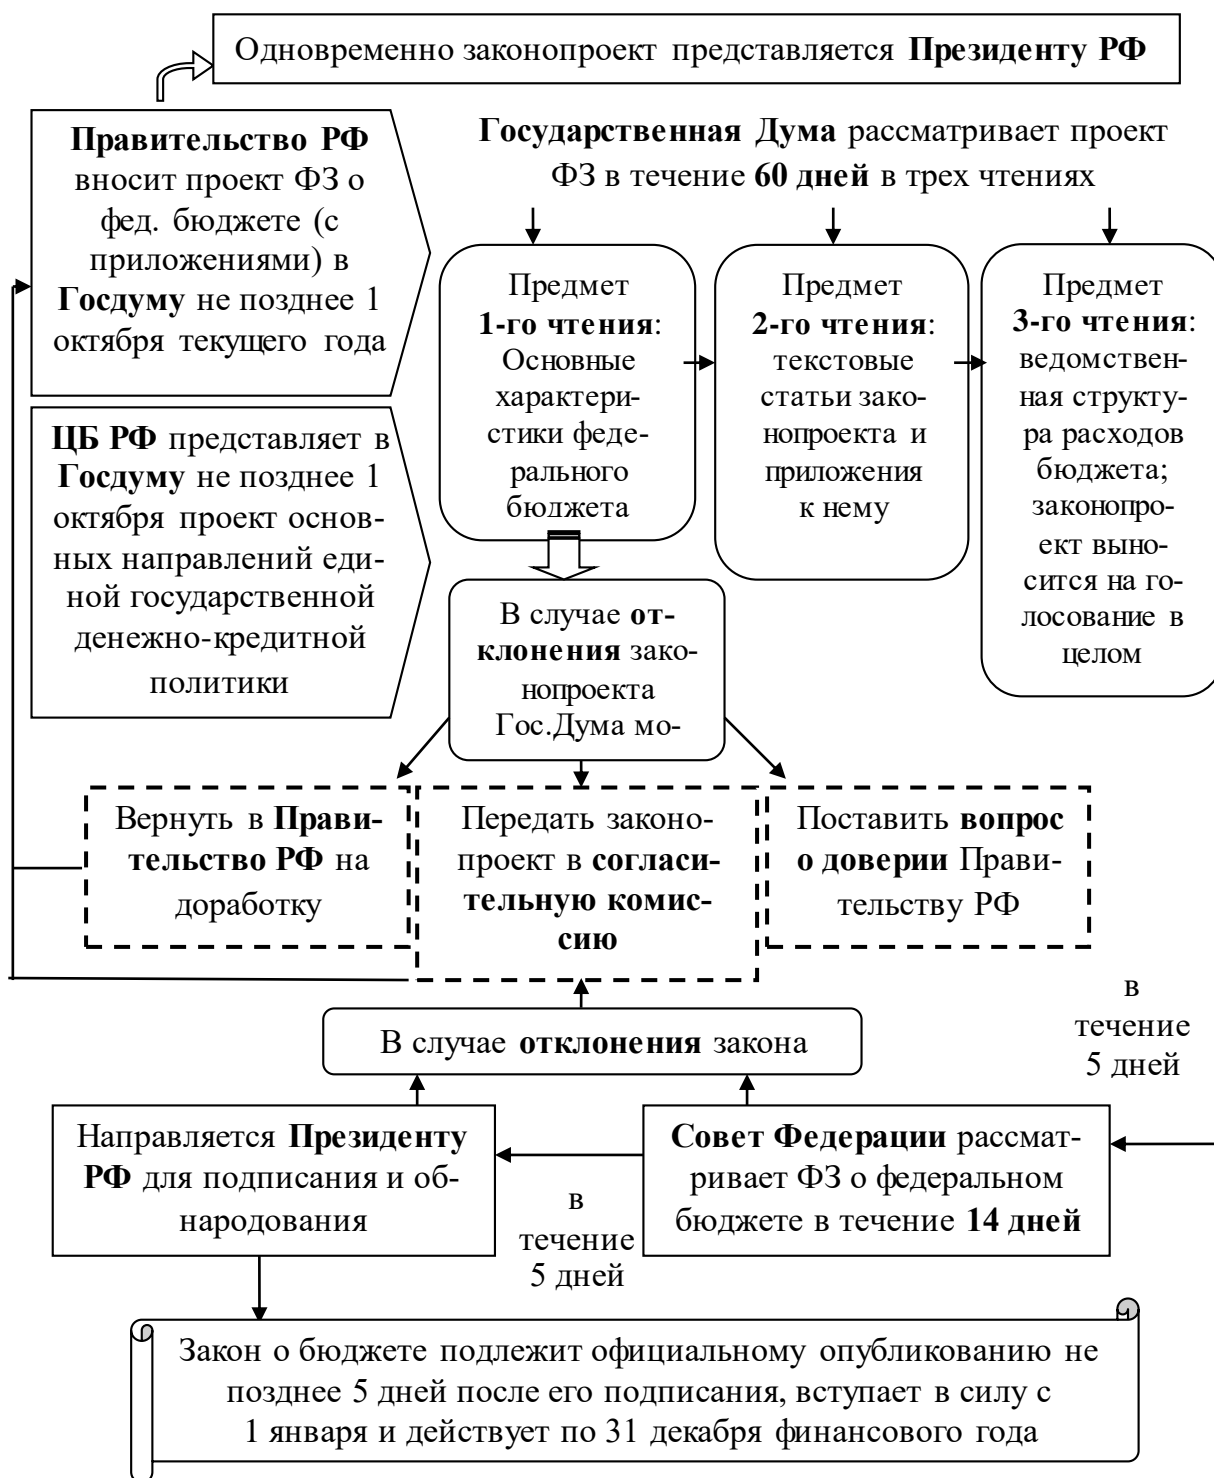 Одновременно законопроект представляется Президенту РФ
Правительство РФ
вносит проект ФЗ о
фед. бюджете (с
приложениями) в
Госдуму не позднее 1
октября текущего года
ЦБ РФ представляет в
Госдуму не позднее 1
октября проект основ-
ных направлений еди-
ной государственной
денежно-кредитной
политики
Государственная Дума рассматривает проект
ФЗ в течение 60 дней в трех чтениях
Предмет
1-го чтения:
Основные
характери-
стики феде-
рального
бюджета
Предмет
2-го чтения:
текстовые
статьи зако-
нопроекта и
приложения
к нему
Предмет
3-го чтения:
ведомствен-
ная структу-
ра расходов
бюджета;
законопро-
ект выно-
сится на го-
лосование в
целом
В случае от-
клонения зако-
нопроекта
Гос.Дума мо-
Вернуть в Прави-
тельство РФ на
доработку
Передать законо-
проект в согласи-
тельную комис-
сию
Поставить вопрос
о доверии Прави-
тельству РФ
В случае отклонения закона
в
течение
5 дней
Направляется Президенту
РФ для подписания и об-
народования
в
течение
5 дней
Совет Федерации рассмат-
ривает ФЗ о федеральном
бюджете в течение 14 дней
Закон о бюджете подлежит официальному опубликованию не
позднее 5 дней после его подписания, вступает в силу с
1 января и действует по 31 декабря финансового года